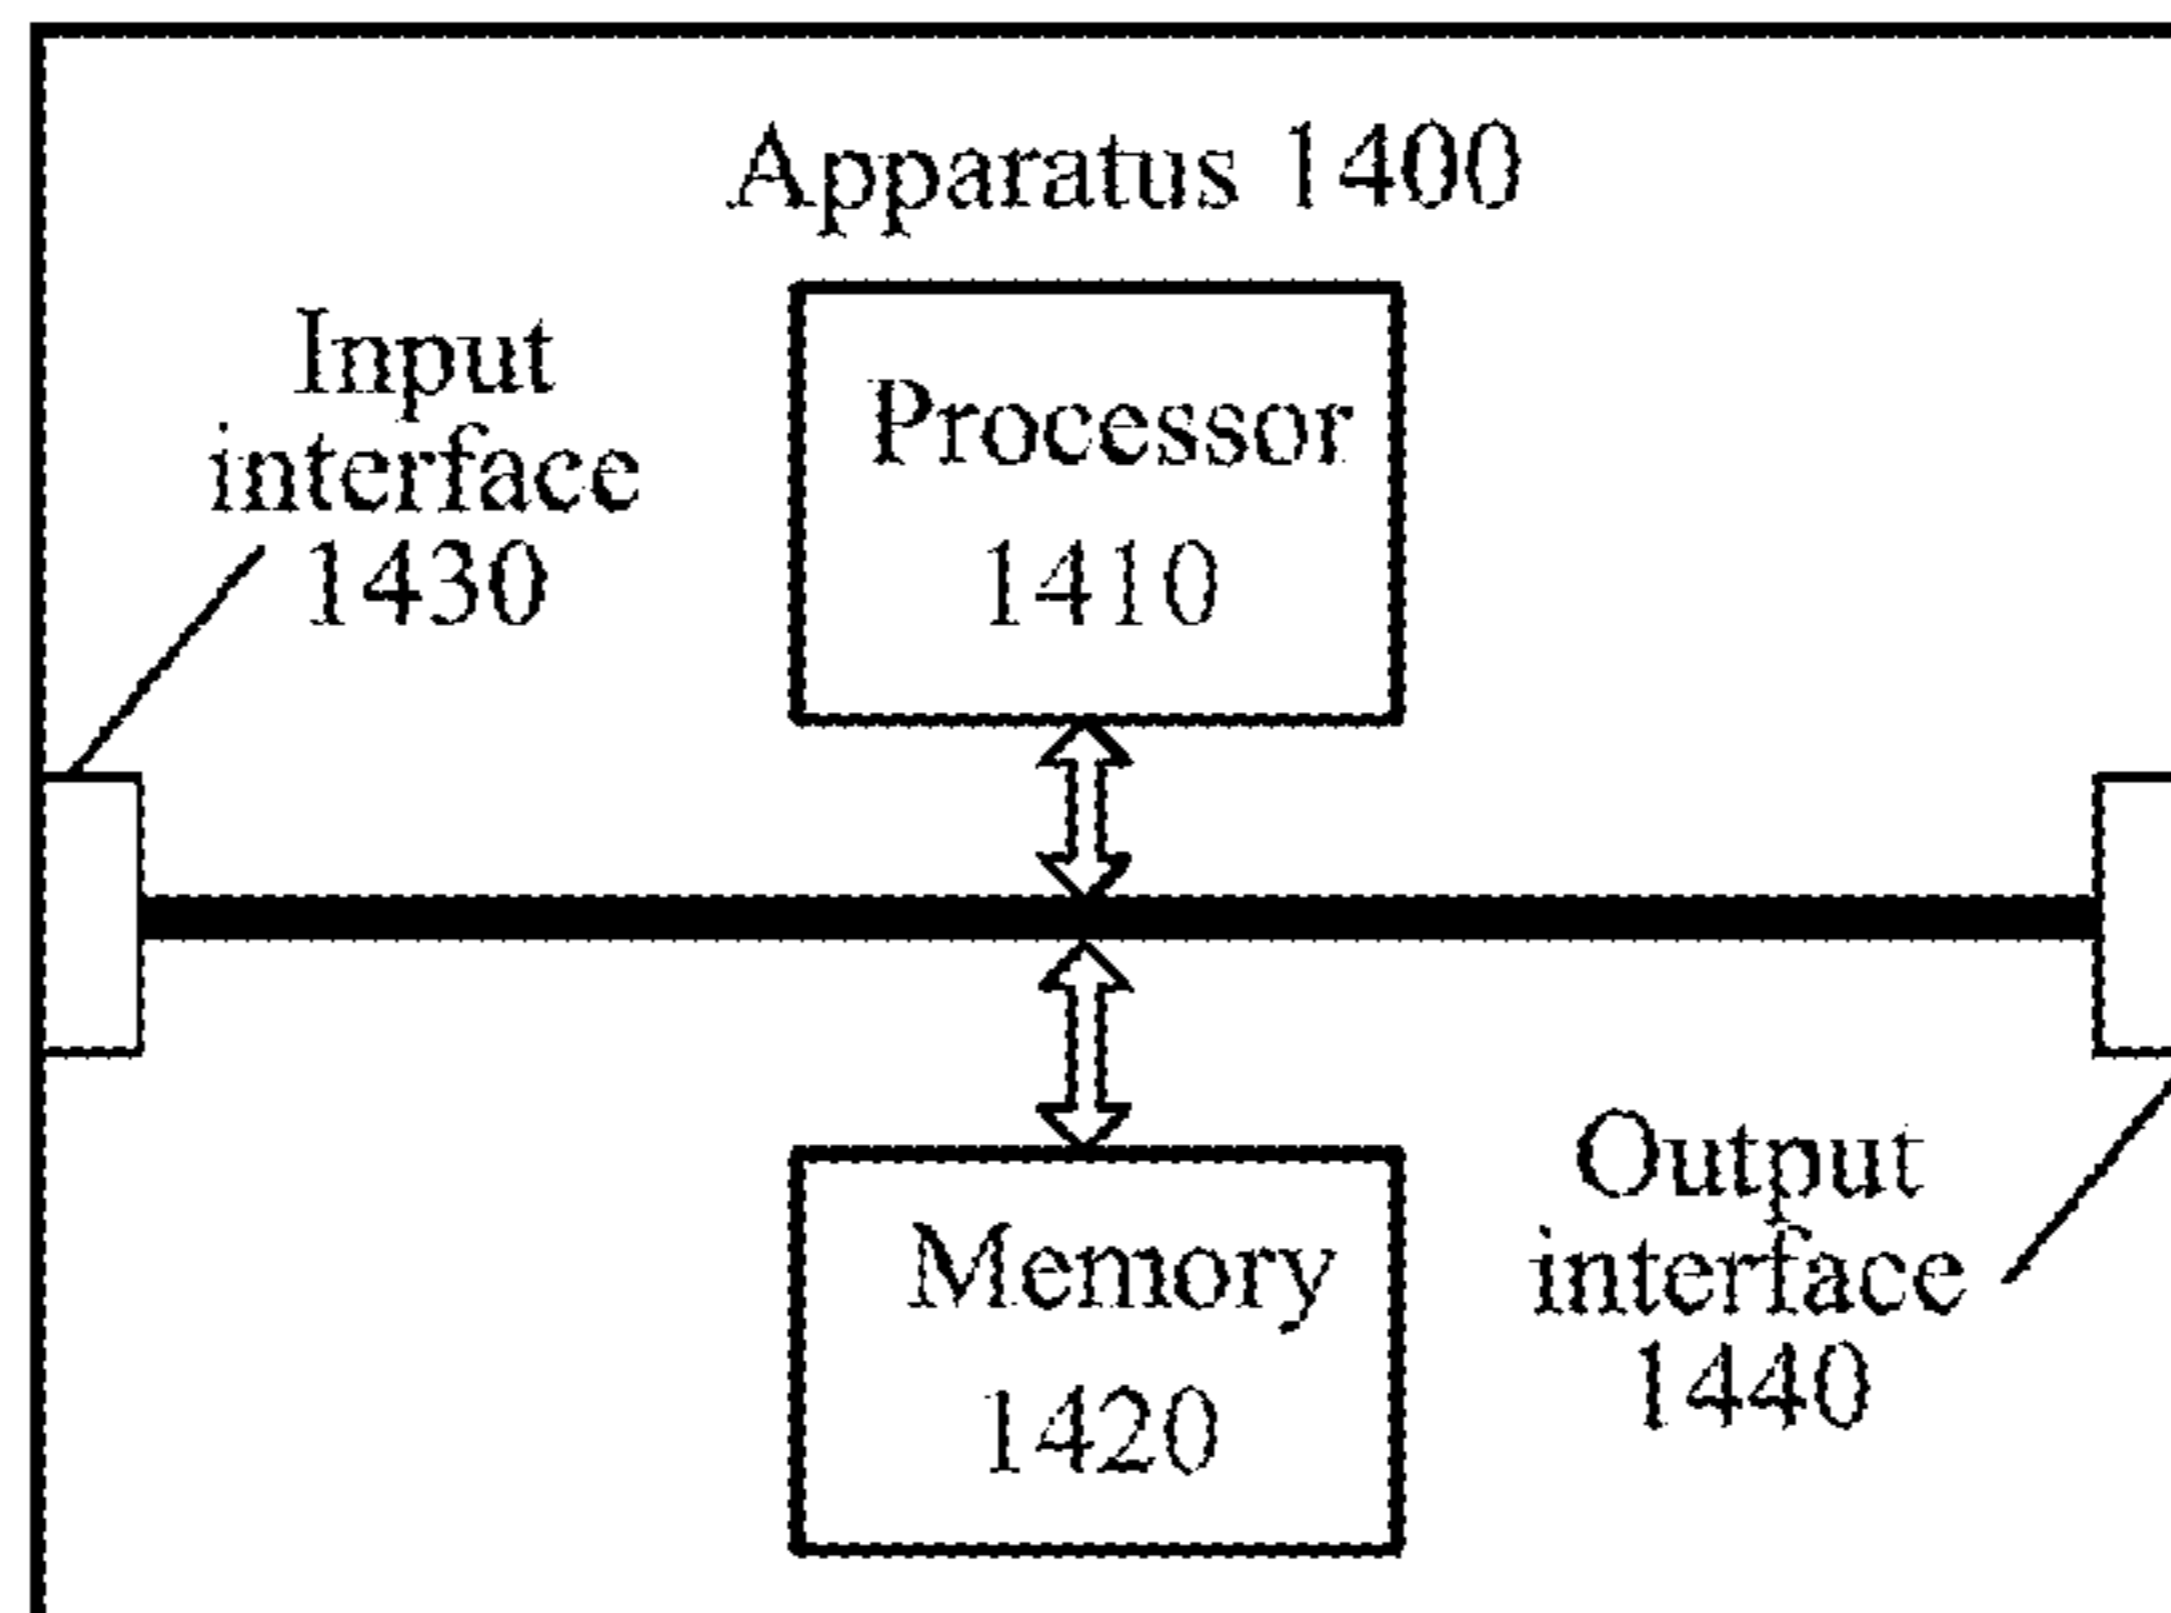 Apparatus 1400
Input
interface
1430
Processor
1410
Memory
1420
Output
interface
1440